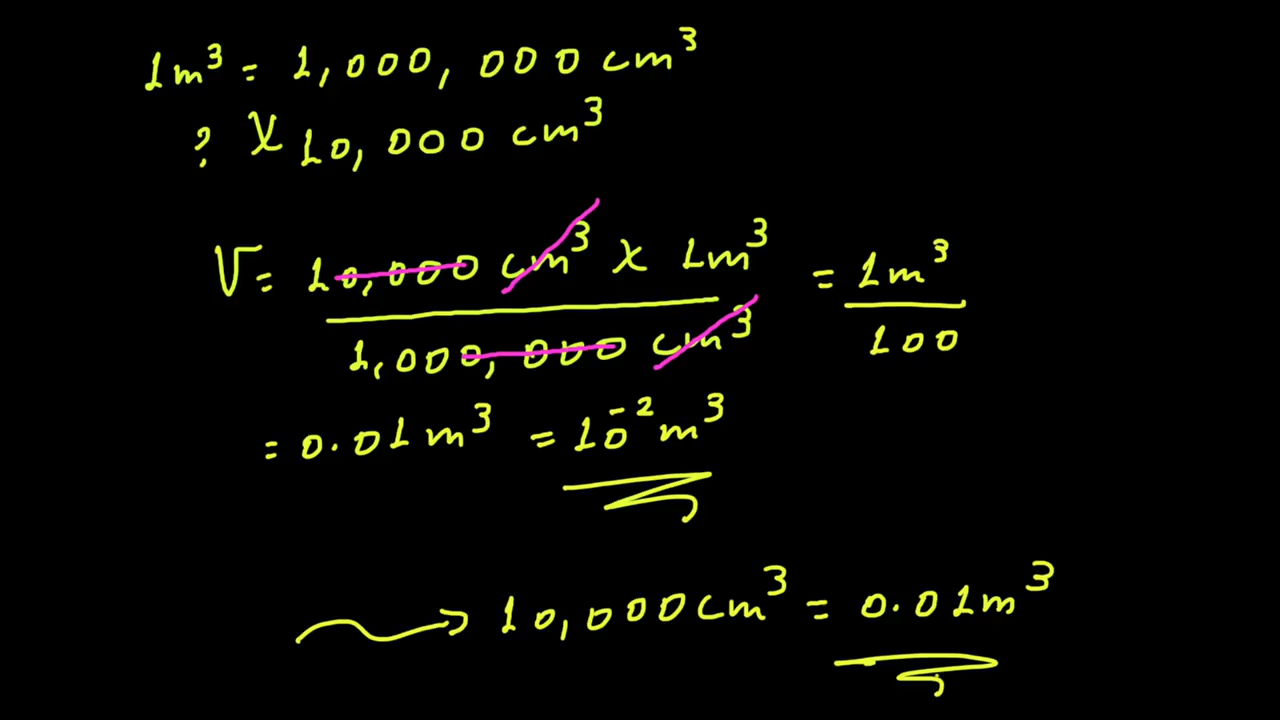 1m³ = 1,000,000 cm³
? X 10,000 cm³
V = 10,000 cm³ X 1m³ = 1m³
1,000,000 cm³ 100
= 0.01m³ = 10⁻²m³
10,000cm³ = 0.01m³